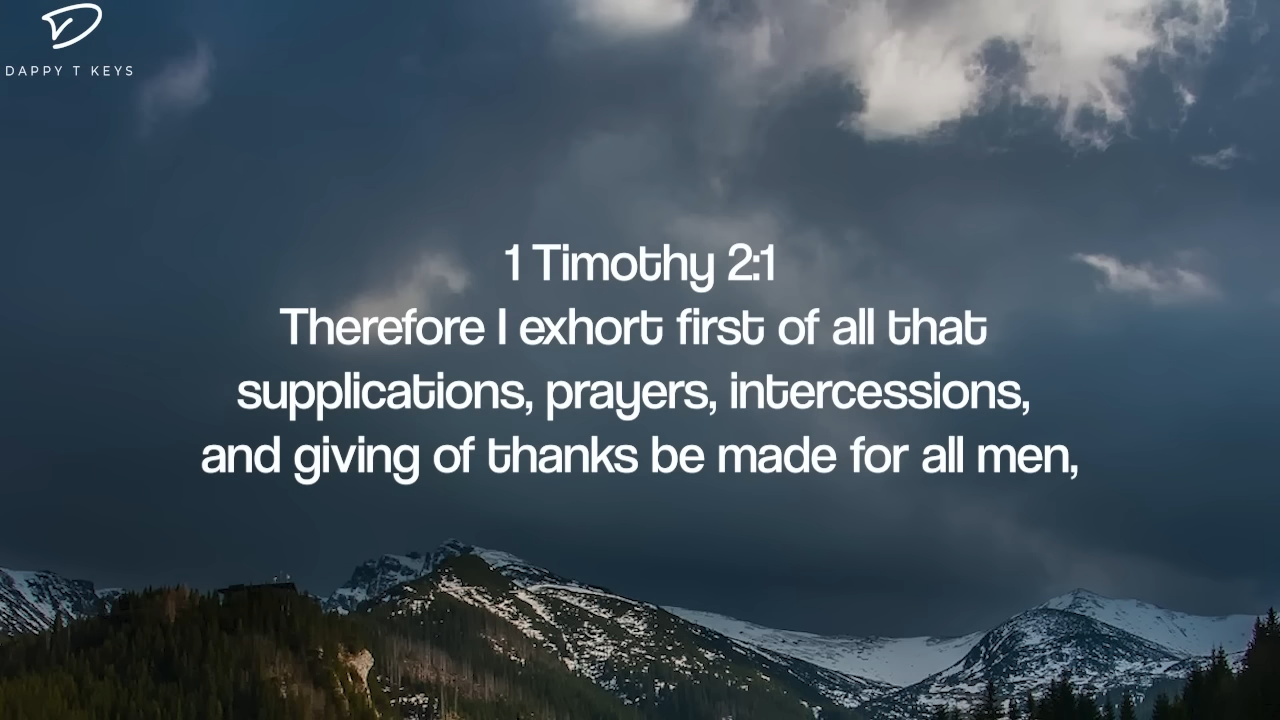 DAPPY T KEYS
1 Timothy 2:1
Therefore I exhort first of all that
supplications, prayers, intercessions,
and giving of thanks be made for all men,